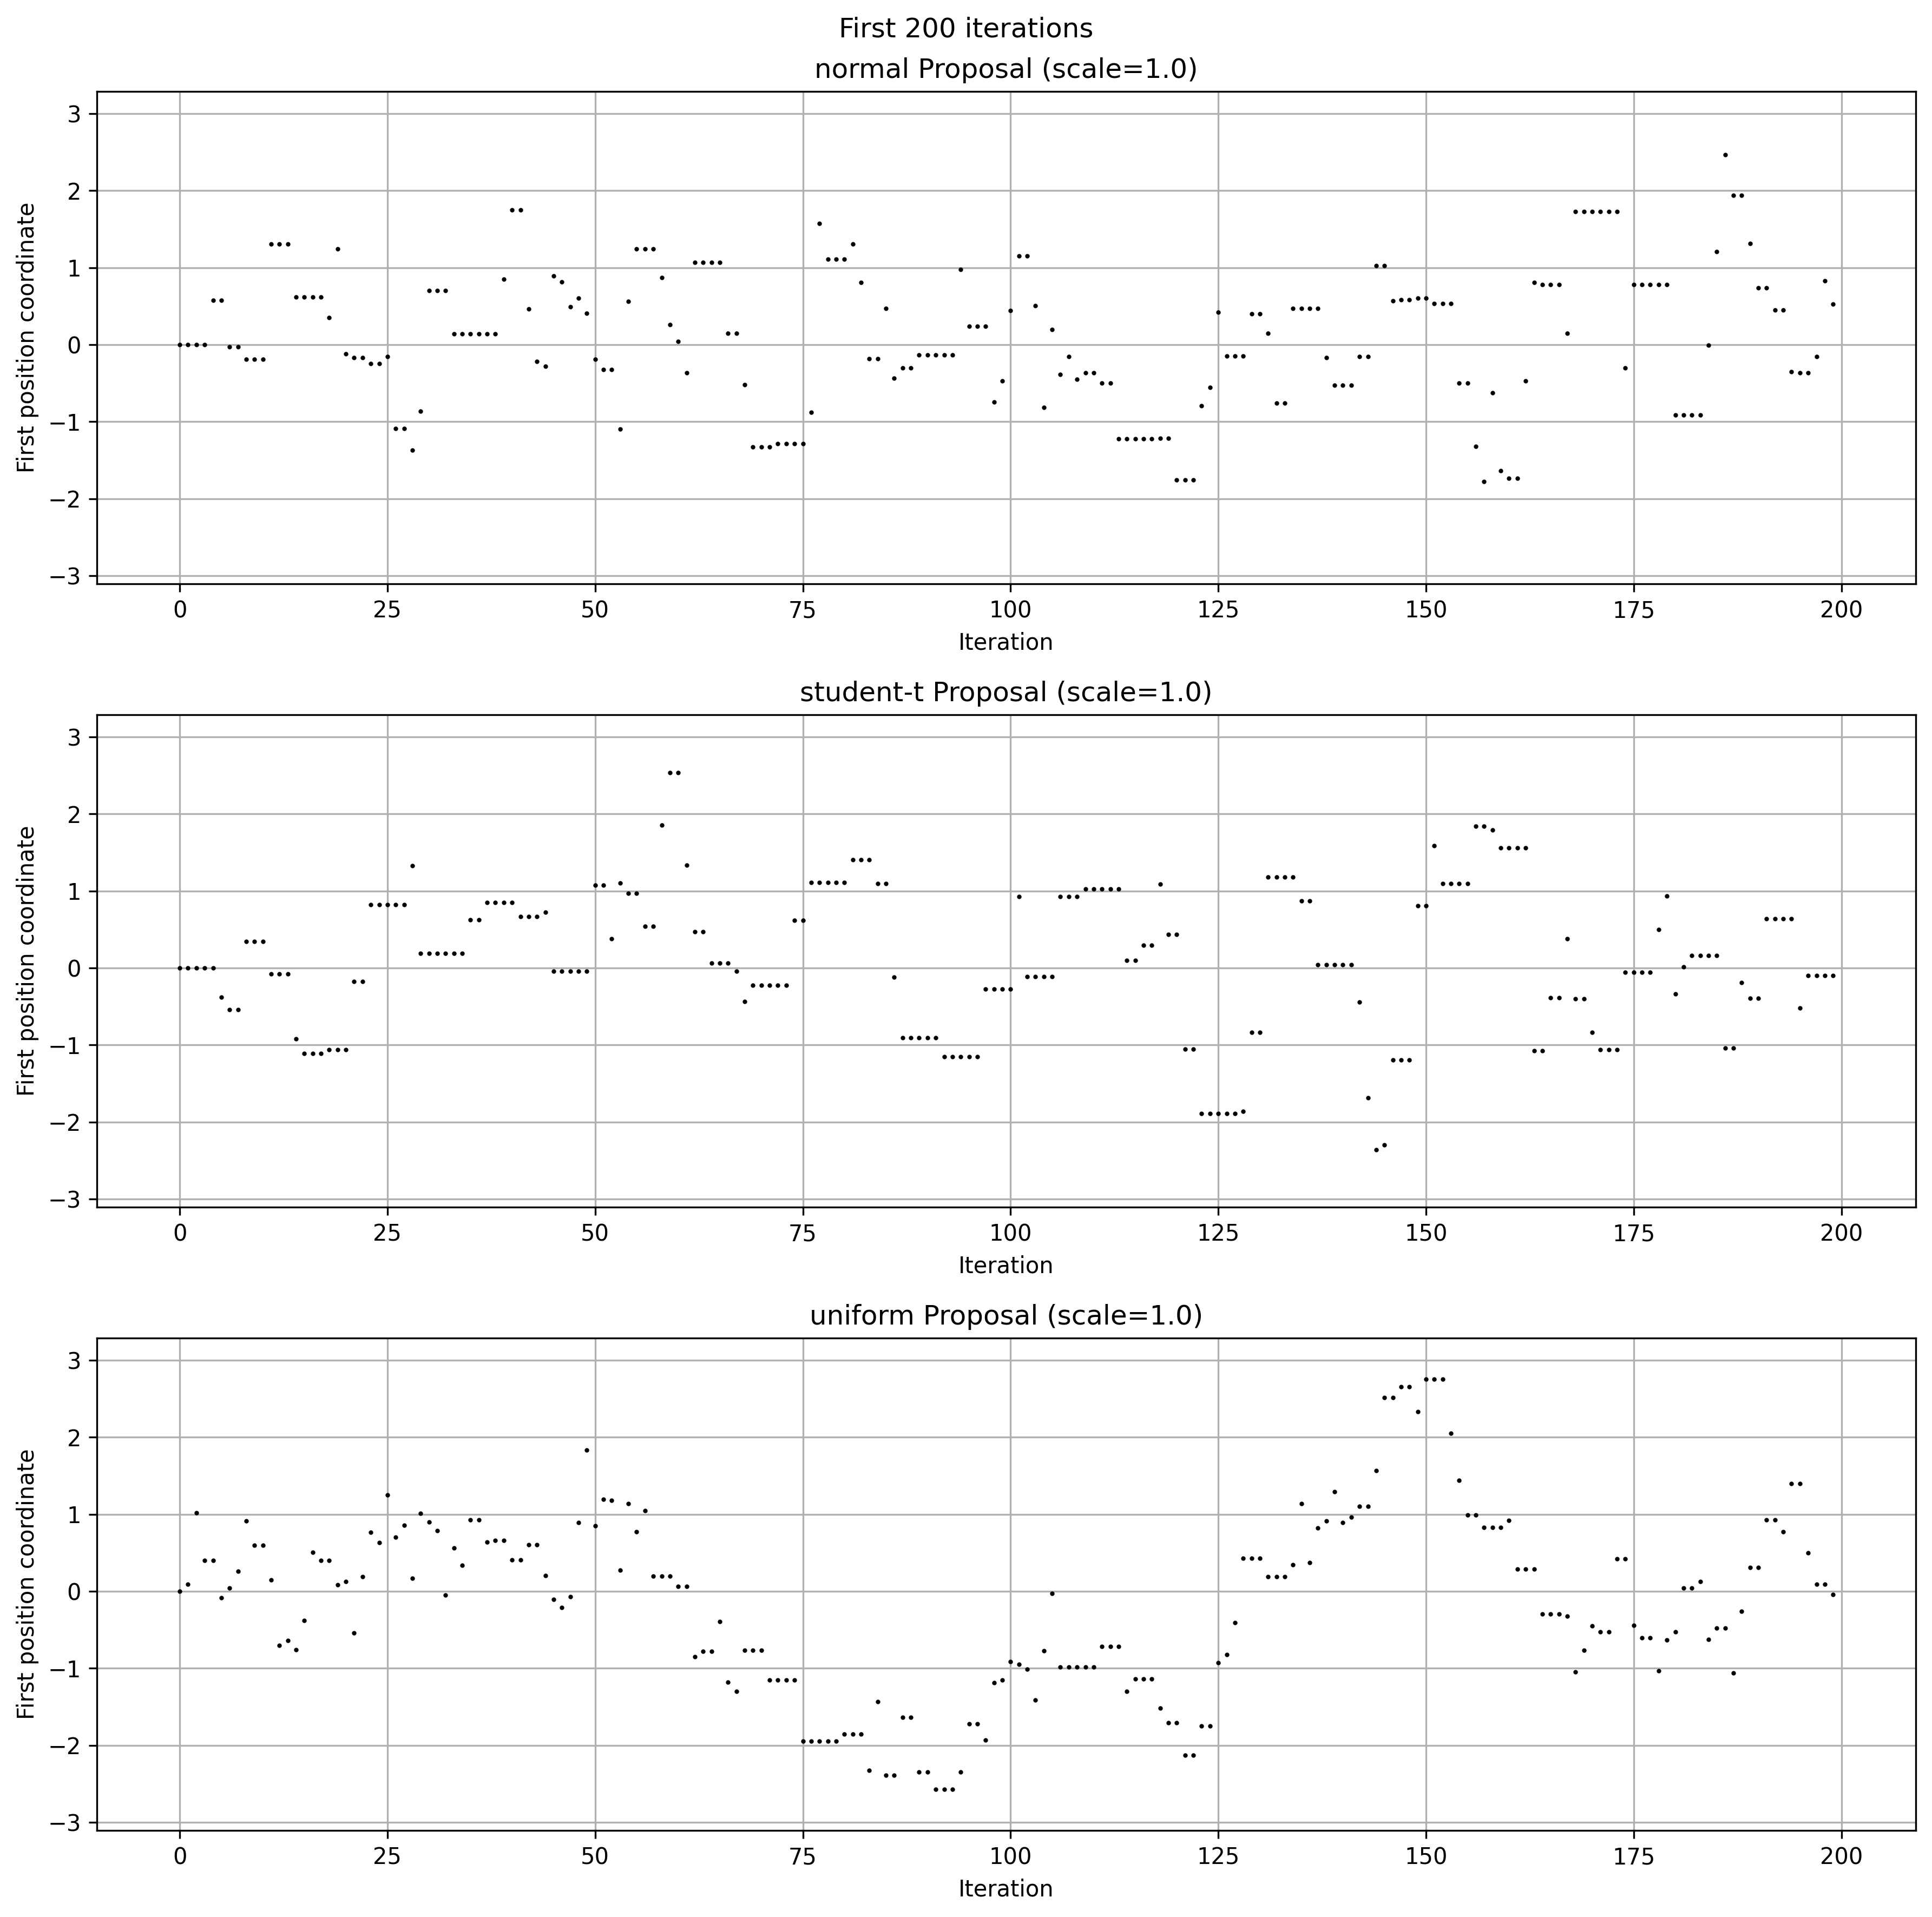 First 200 iterations
normal Proposal (scale=1.0)
First position coordinate
3
2
1
0
−1
−2
−3
0 25 50 75 100 125 150 175 200
Iteration
student-t Proposal (scale=1.0)
First position coordinate
3
2
1
0
−1
−2
−3
0 25 50 75 100 125 150 175 200
Iteration
uniform Proposal (scale=1.0)
First position coordinate
3
2
1
0
−1
−2
−3
0 25 50 75 100 125 150 175 200
Iteration